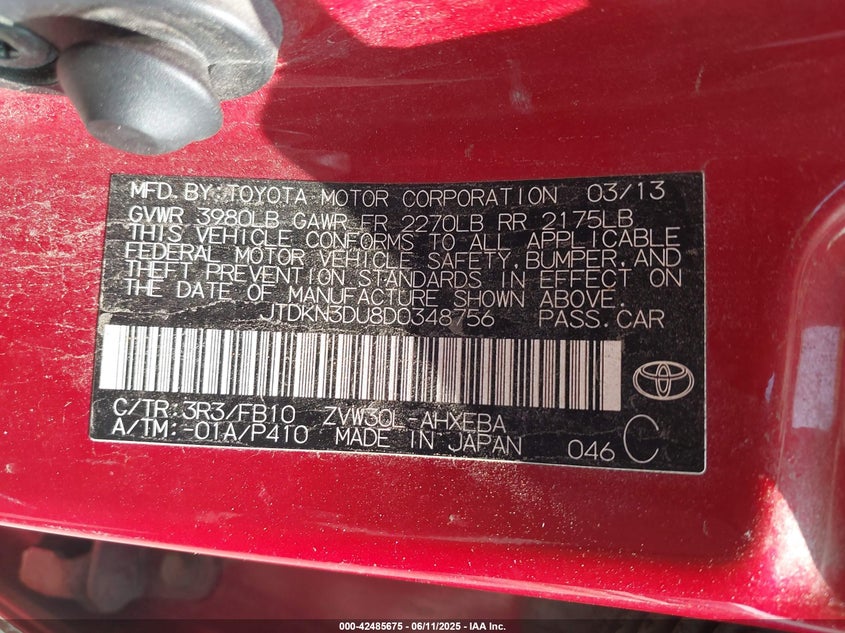 MFD. BY: TOYOTA MOTOR CORPORATION 03/13
GVWR 3980LB GAWR FR 2270LB RR 2175LB
THIS VEHICLE CONFORMS TO ALL APPLICABLE
FEDERAL MOTOR VEHICLE SAFETY, BUMPER, AND
THEFT PREVENTION STANDARDS IN EFFECT ON
THE DATE OF MANUFACTURE SHOWN ABOVE.
JTDKN3DU8D0348756 PASS. CAR
C/TR: 3R3/FB10 ZVW30L-AHXEBA
A/TM: -01A/P410 MADE IN JAPAN 046 C
000-42485675 - 06/11/2025 - IAA Inc.